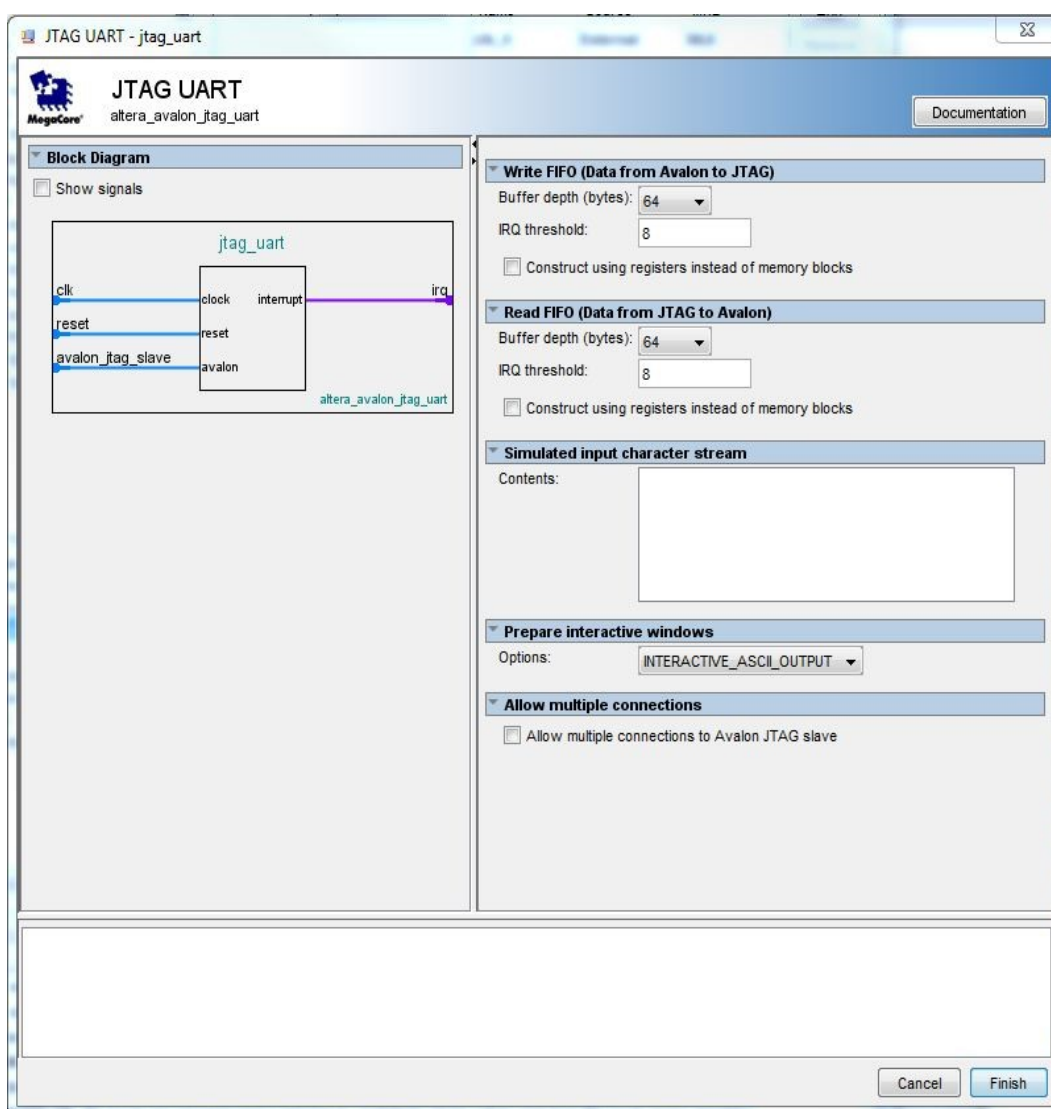 JTAG UART - jtag_uart
JTAG UART
MegaCore'
altera_avalon_jtag_uart
Documentation
Block Diagram
Show signals
jtag_uart
clk
clock
interrupt
irq
reset
reset
avalon_jtag_slave
avalon
altera_avalon_jtag_uart
Write FIFO (Data from Avalon to JTAG)
Buffer depth (bytes): 64
IRQ threshold: 8
Construct using registers instead of memory blocks
Read FIFO (Data from JTAG to Avalon)
Buffer depth (bytes): 64
IRQ threshold: 8
Construct using registers instead of memory blocks
Simulated input character stream
Contents:
Prepare interactive windows
Options: INTERACTIVE_ASCII_OUTPUT
Allow multiple connections
Allow multiple connections to Avalon JTAG slave
Cancel
Finish